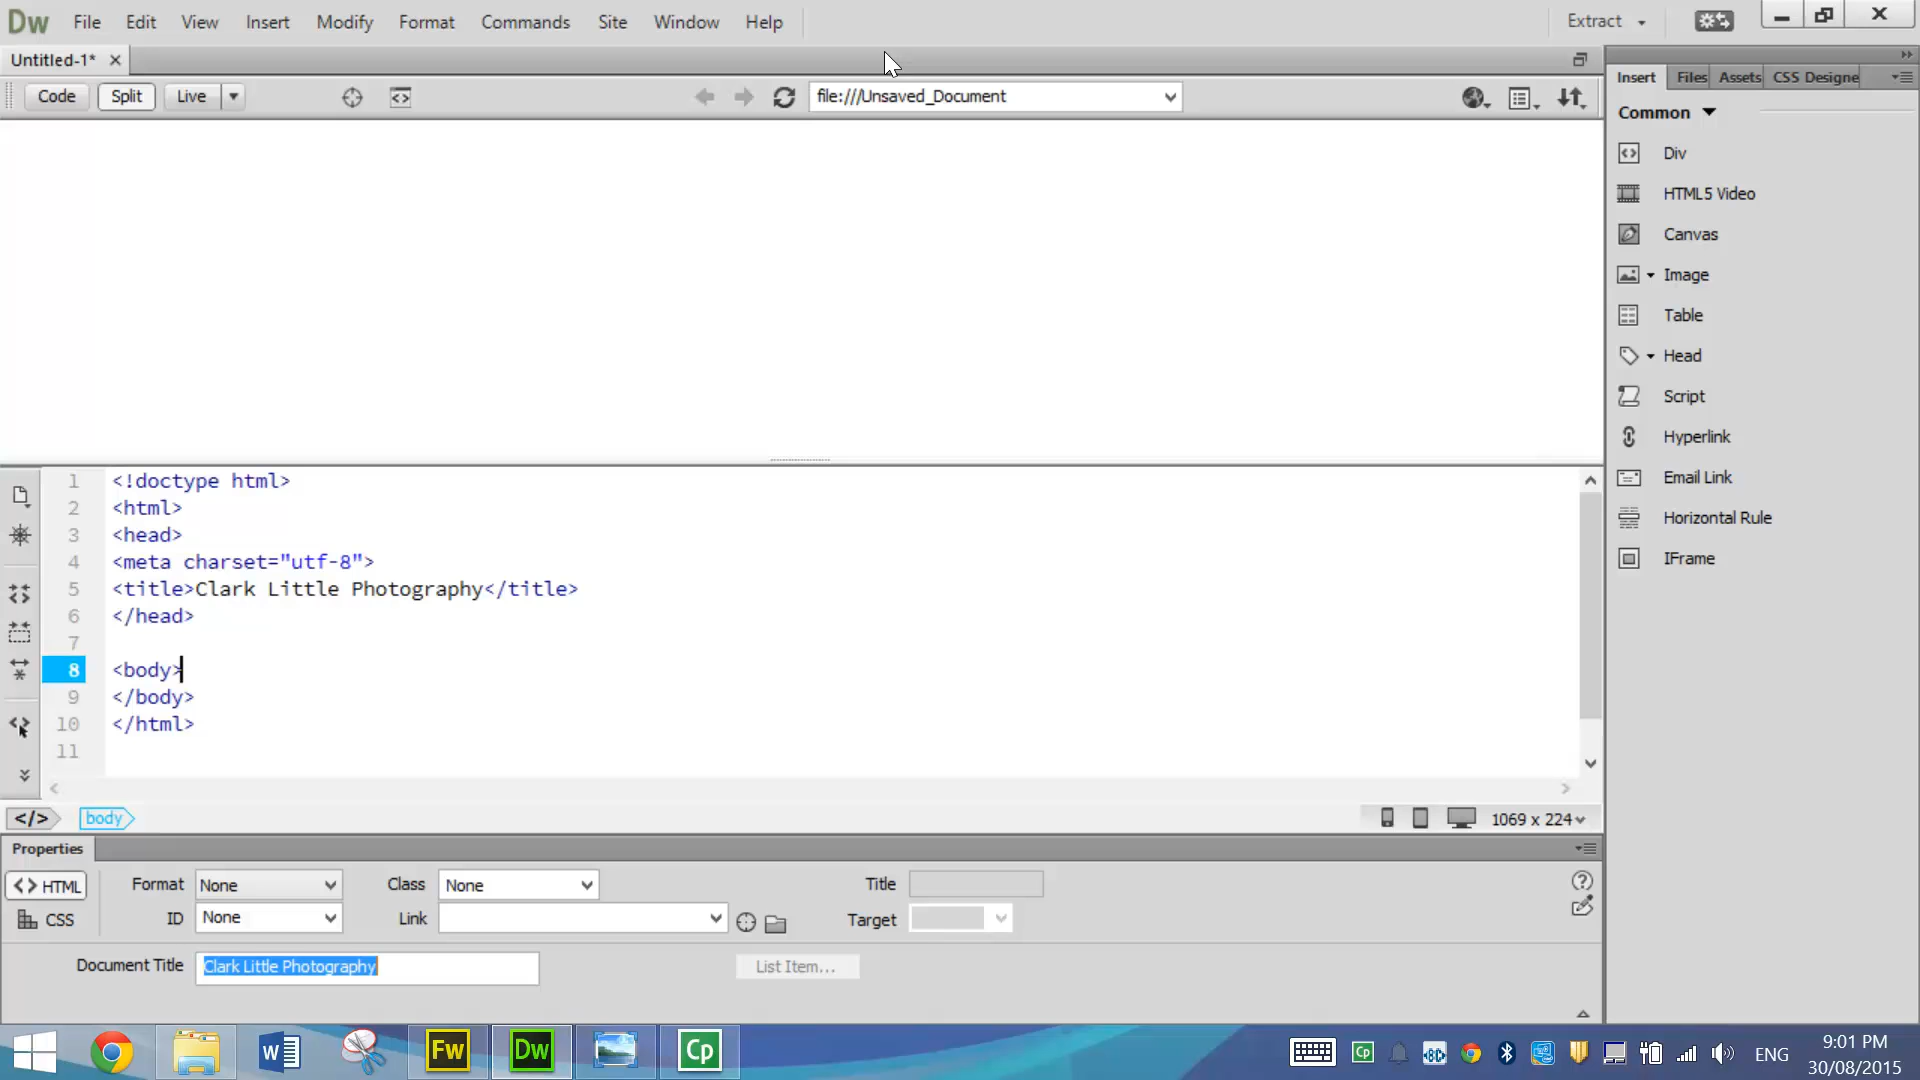 Dw File Edit View Insert Modify Format Commands Site Window Help Extract
Untitled-1*
Code Split Live file:///Unsaved_Document
Insert Files Assets CSS Designe
Common
Div
HTML5 Video
Canvas
Image
Table
Head
Script
Hyperlink
Email Link
Horizontal Rule
IFrame
1 <!doctype html>
2 <html>
3 <head>
4 <meta charset="utf-8">
5 <title>Clark Little Photography</title>
6 </head>
7
8 <body>
9 </body>
10 </html>
11
</> body 1069 x 224
Properties
<> HTML Format None Class None Title
CSS ID None Link Target
Document Title Clark Little Photography List Item...
W Fw Dw Cp Cp ENG 9:01 PM
30/08/2015